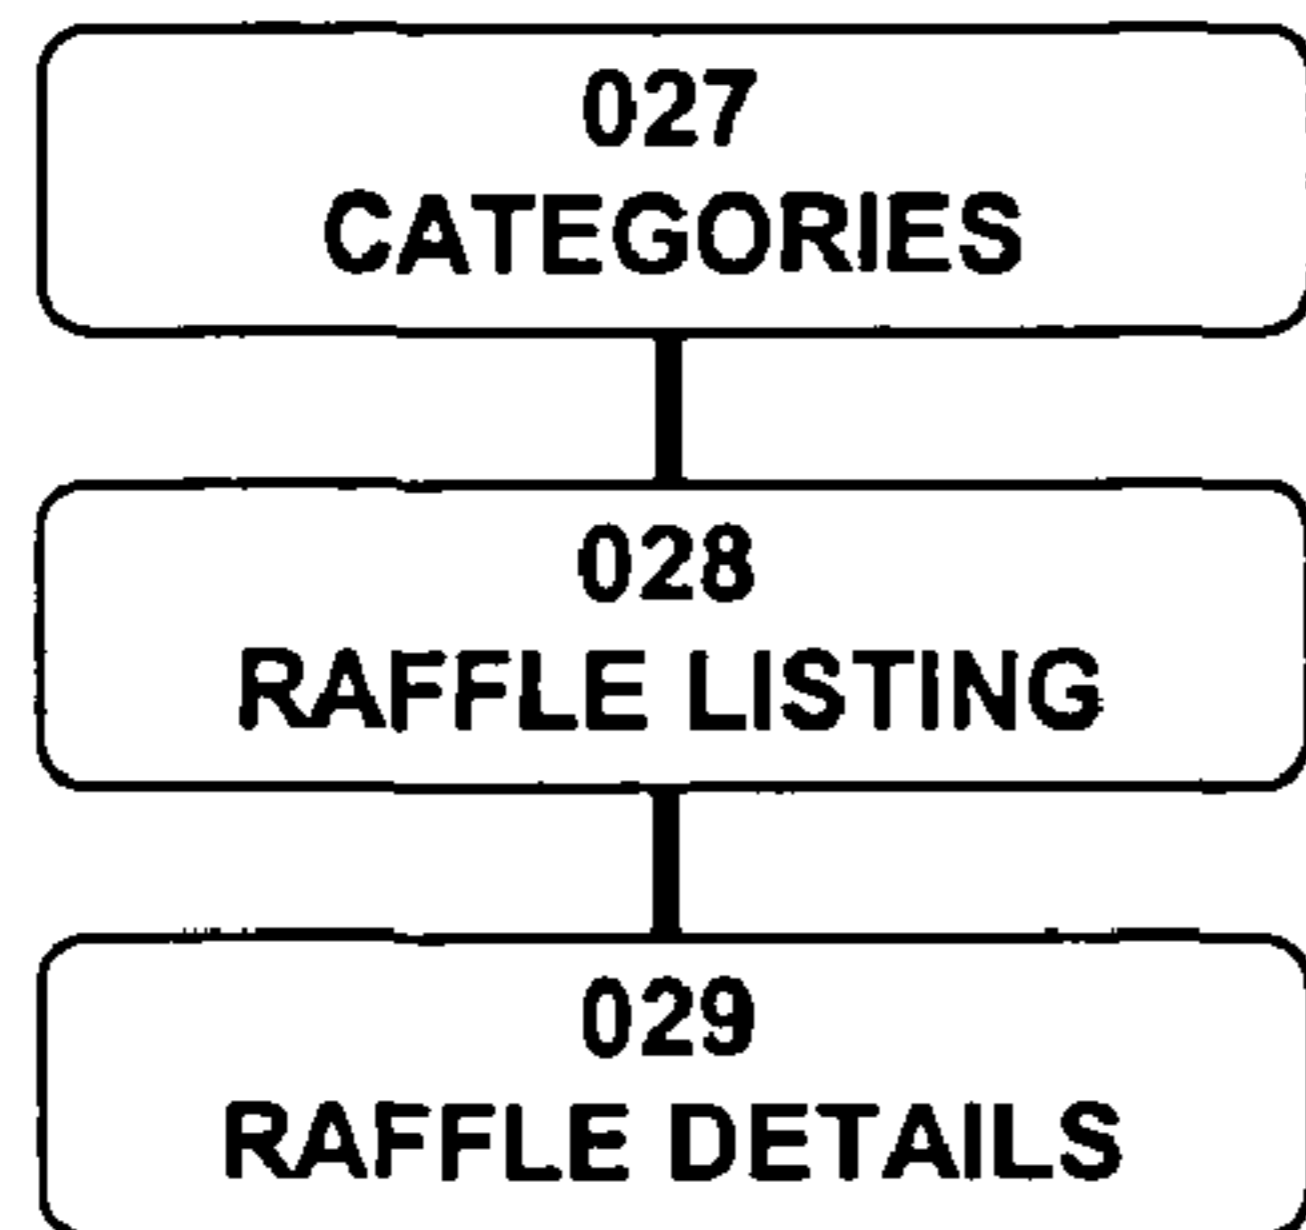 027
CATEGORIES
028
RAFFLE LISTING
029
RAFFLE DETAILS